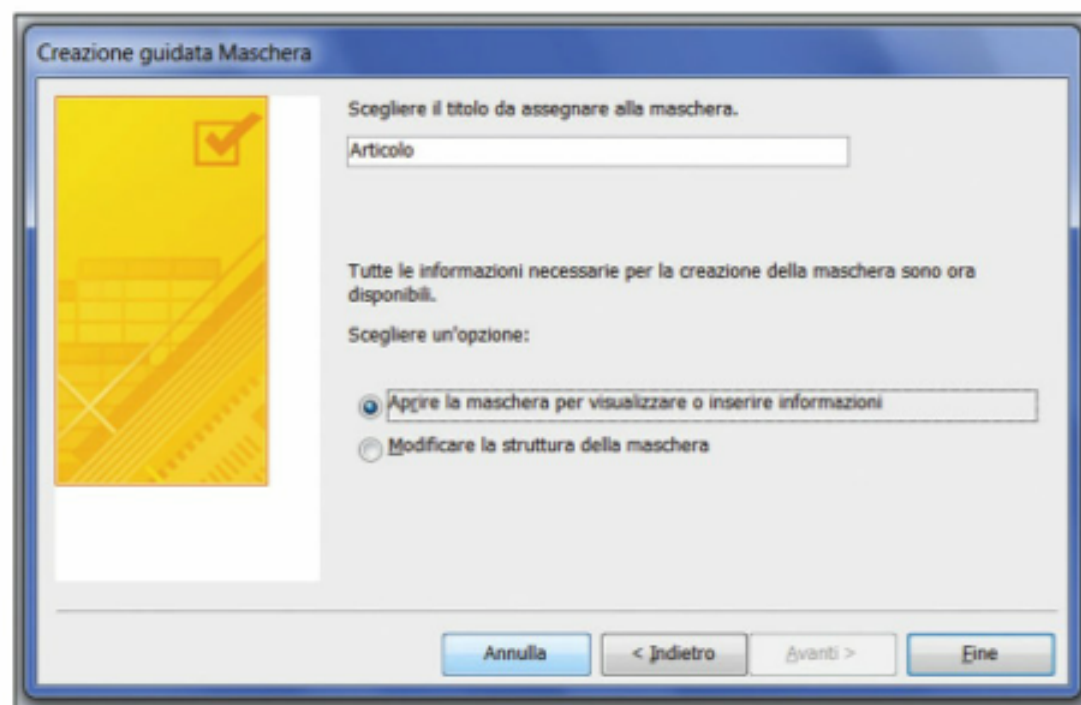 Creazione guidata Maschera
Scegliere il titolo da assegnare alla maschera.
Articolo
Tutte le informazioni necessarie per la creazione della maschera sono ora
disponibili.
Scegliere un'opzione:
Aprire la maschera per visualizzare o inserire informazioni
Modificare la struttura della maschera
Annulla
< Indietro
Avanti >
Fine